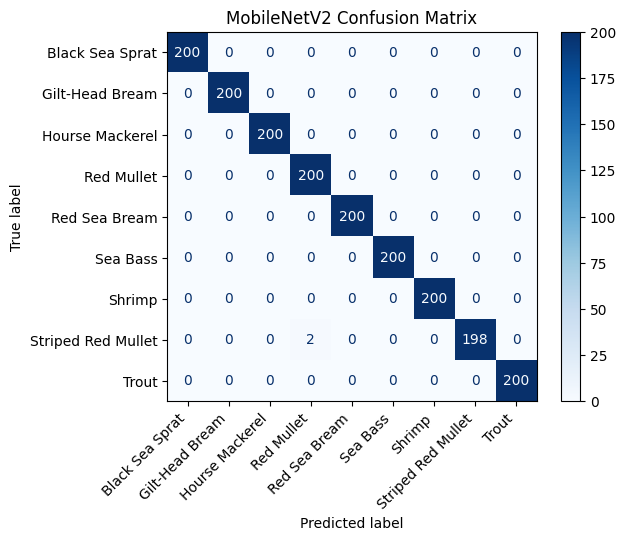 MobileNetV2 Confusion Matrix
True label
Black Sea Sprat 200 0 0 0 0 0 0 0 0
Gilt-Head Bream 0 200 0 0 0 0 0 0 0
Hourse Mackerel 0 0 200 0 0 0 0 0 0
Red Mullet 0 0 0 200 0 0 0 0 0
Red Sea Bream 0 0 0 0 200 0 0 0 0
Sea Bass 0 0 0 0 0 200 0 0 0
Shrimp 0 0 0 0 0 0 200 0 0
Striped Red Mullet 0 0 0 2 0 0 0 198 0
Trout 0 0 0 0 0 0 0 0 200
Black Sea Sprat
Gilt-Head Bream
Hourse Mackerel
Red Mullet
Red Sea Bream
Sea Bass
Shrimp
Striped Red Mullet
Trout
Predicted label
200
175
150
125
100
75
50
25
0